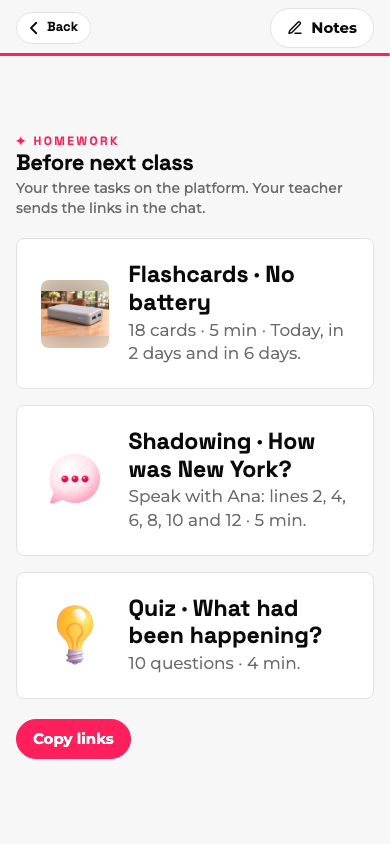 Back
Notes
✦ HOMEWORK
Before next class
Your three tasks on the platform. Your teacher
sends the links in the chat.
Flashcards · No
battery
18 cards · 5 min · Today, in
2 days and in 6 days.
Shadowing · How
was New York?
Speak with Ana: lines 2, 4,
6, 8, 10 and 12 · 5 min.
Quiz · What had
been happening?
10 questions · 4 min.
Copy links